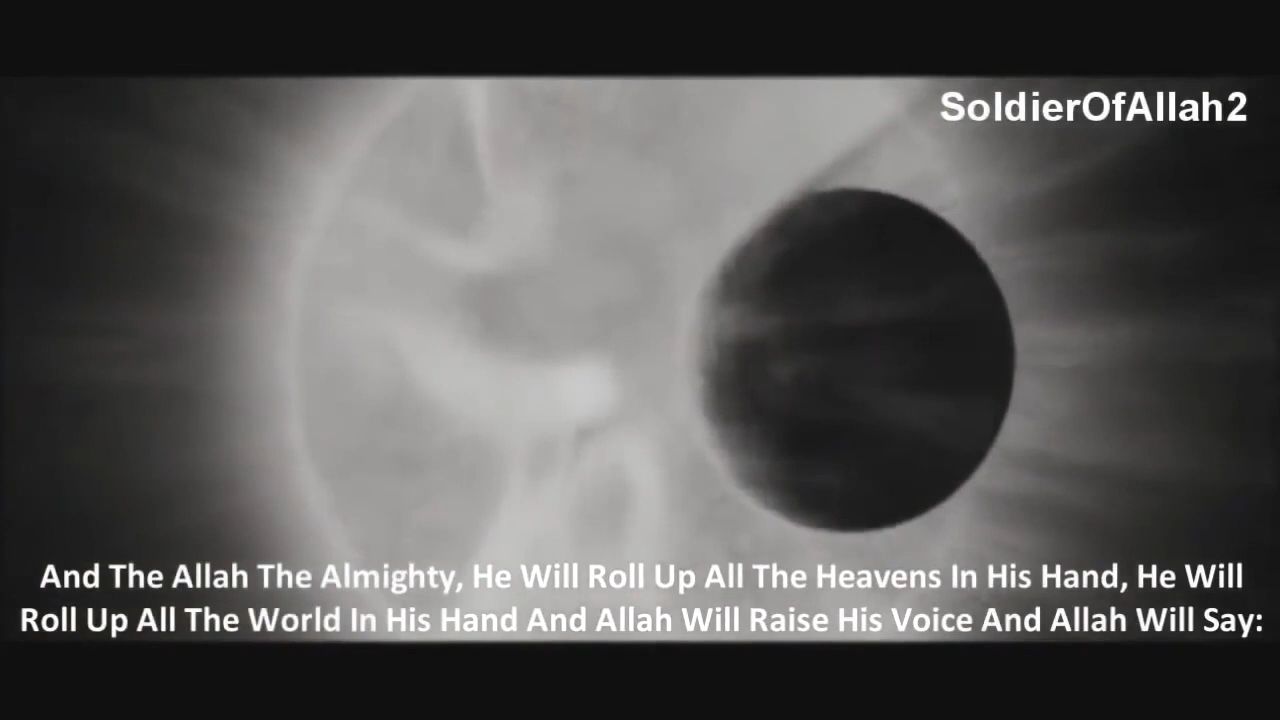 SoldierOfAllah2
And The Allah The Almighty, He Will Roll Up All The Heavens In His Hand, He Will
Roll Up All The World In His Hand And Allah Will Raise His Voice And Allah Will Say: